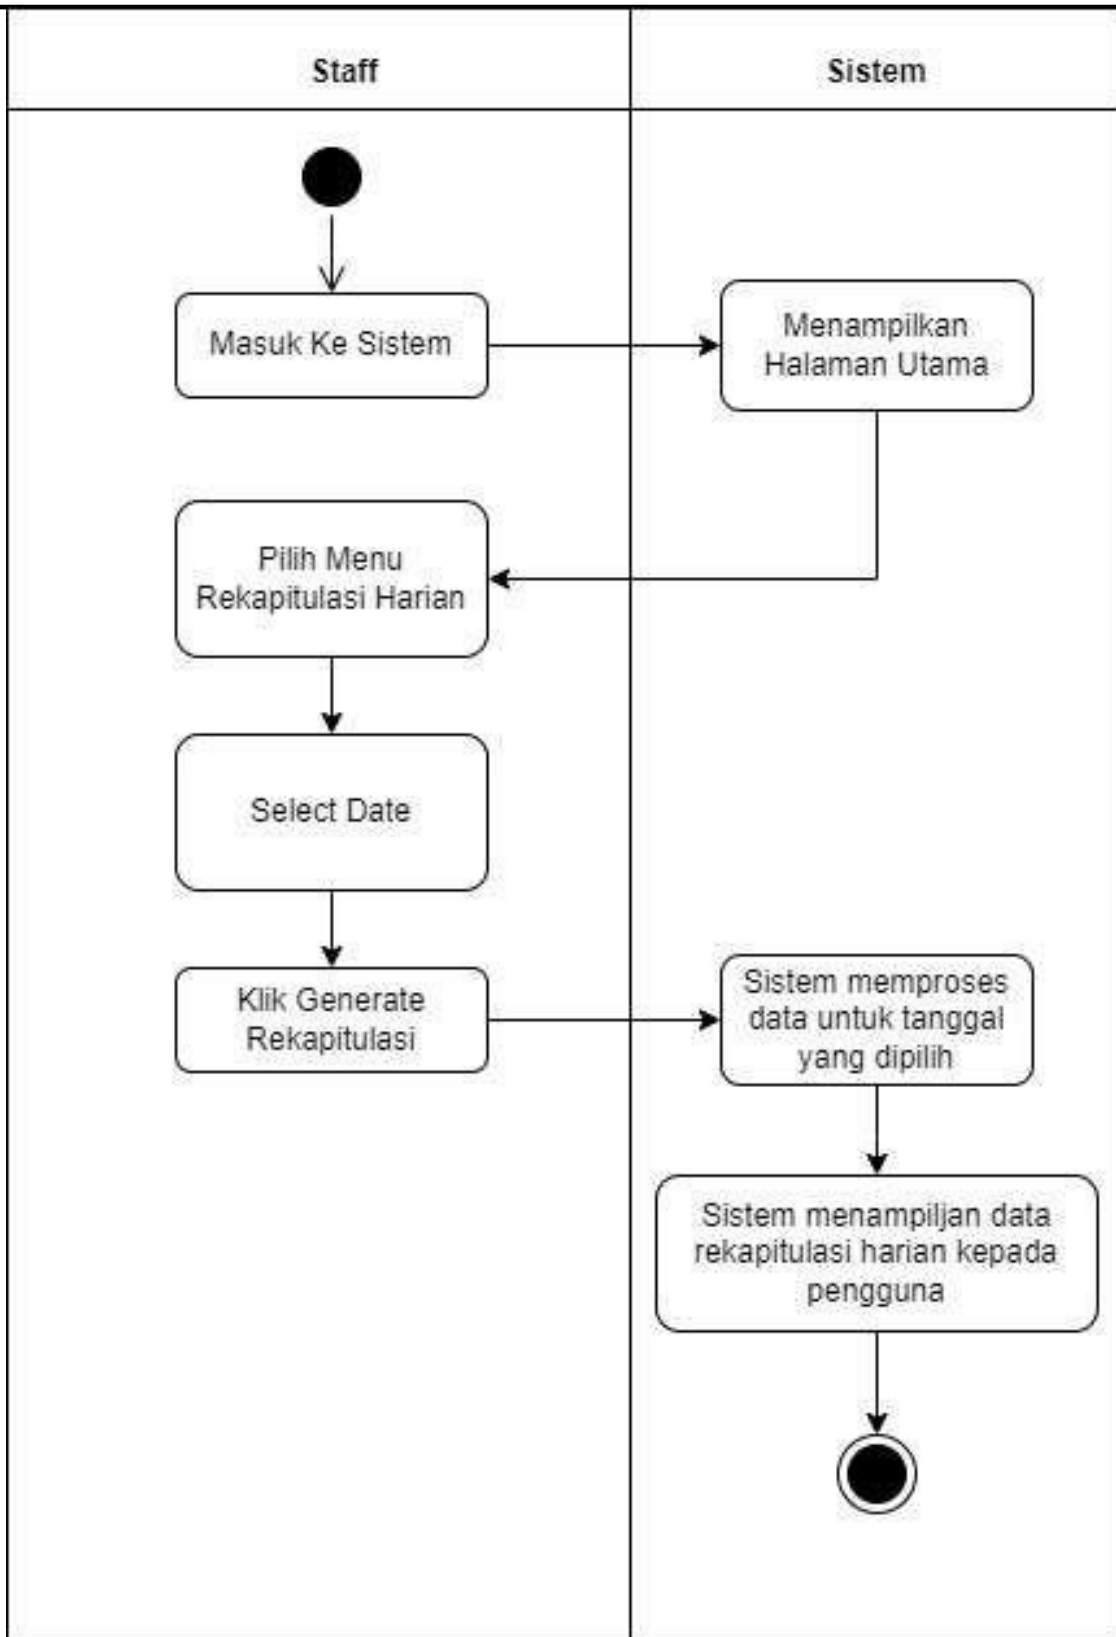 Staff
Sistem
Masuk Ke Sistem
Menampilkan
Halaman Utama
Pilih Menu
Rekapitulasi Harian
Select Date
Klik Generate
Rekapitulasi
Sistem memproses
data untuk tanggal
yang dipilih
Sistem menampiljan data
rekapitulasi harian kepada
pengguna